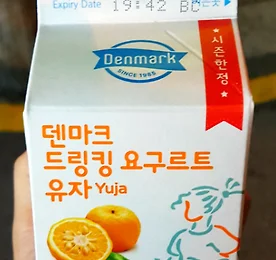 Expiry Date 19:42 BC
Denmark
SINCE 1985
시즌한정
덴마크
드링킹 요구르트
유자 Yuja